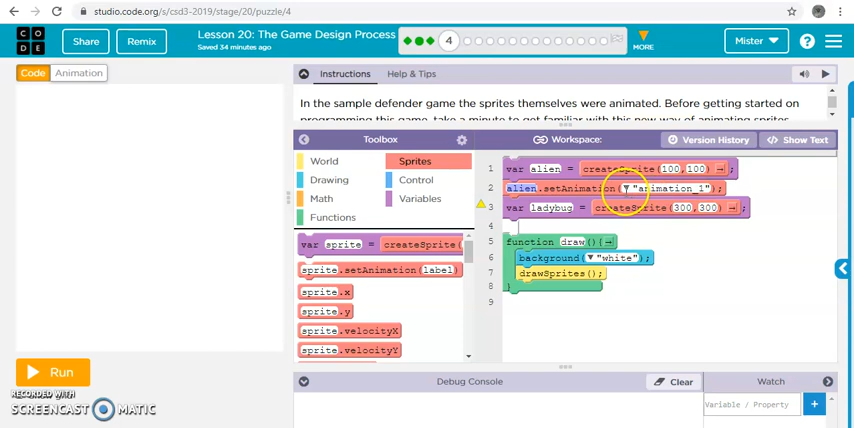 studio.code.org/s/csd3-2019/stage/20/puzzle/4
C O
D E
Share
Remix
Lesson 20: The Game Design Process
Saved 34 minutes ago
4
MORE
Mister
?
Code
Animation
Instructions
Help & Tips
In the sample defender game the sprites themselves were animated. Before getting started on
programming this game, take a minute to get familiar with this new way of animating sprites
Toolbox
Workspace:
Version History
Show Text
World
Sprites
Drawing
Control
Math
Variables
Functions
var sprite = createSprite(
sprite.setAnimation(label)
sprite.x
sprite.y
sprite.velocityX
sprite.velocityY
1 var alien = createSprite(100,100);
2 alien.setAnimation("animation_1");
3 var ladybug = createSprite(300,300);
4
5 function draw(){
6 background("white");
7 drawSprites();
8 }
9
Run
Debug Console
Clear
Watch
Variable / Property
+
RECORDED WITH
SCREENCAST MATIC